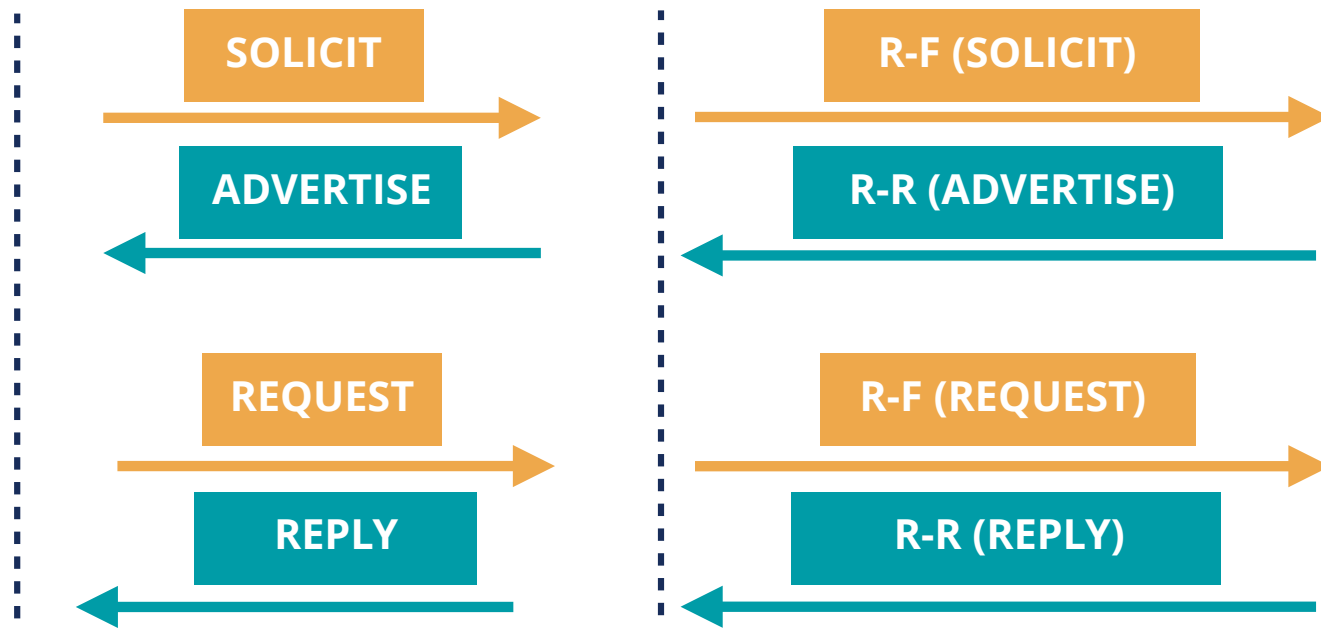 SOLICIT
R-F (SOLICIT)
ADVERTISE
R-R (ADVERTISE)
REQUEST
R-F (REQUEST)
REPLY
R-R (REPLY)